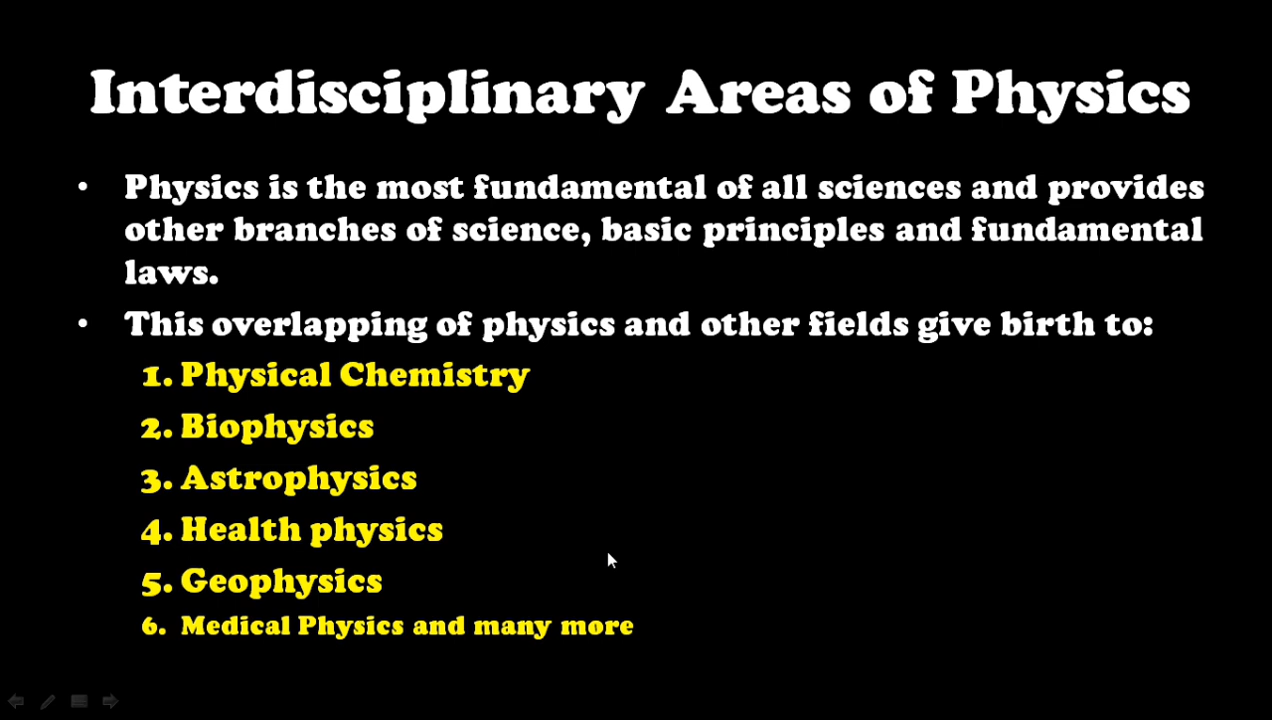 Interdisciplinary Areas of Physics
• Physics is the most fundamental of all sciences and provides
other branches of science, basic principles and fundamental
laws.
• This overlapping of physics and other fields give birth to:
1. Physical Chemistry
2. Biophysics
3. Astrophysics
4. Health physics
5. Geophysics
6. Medical Physics and many more